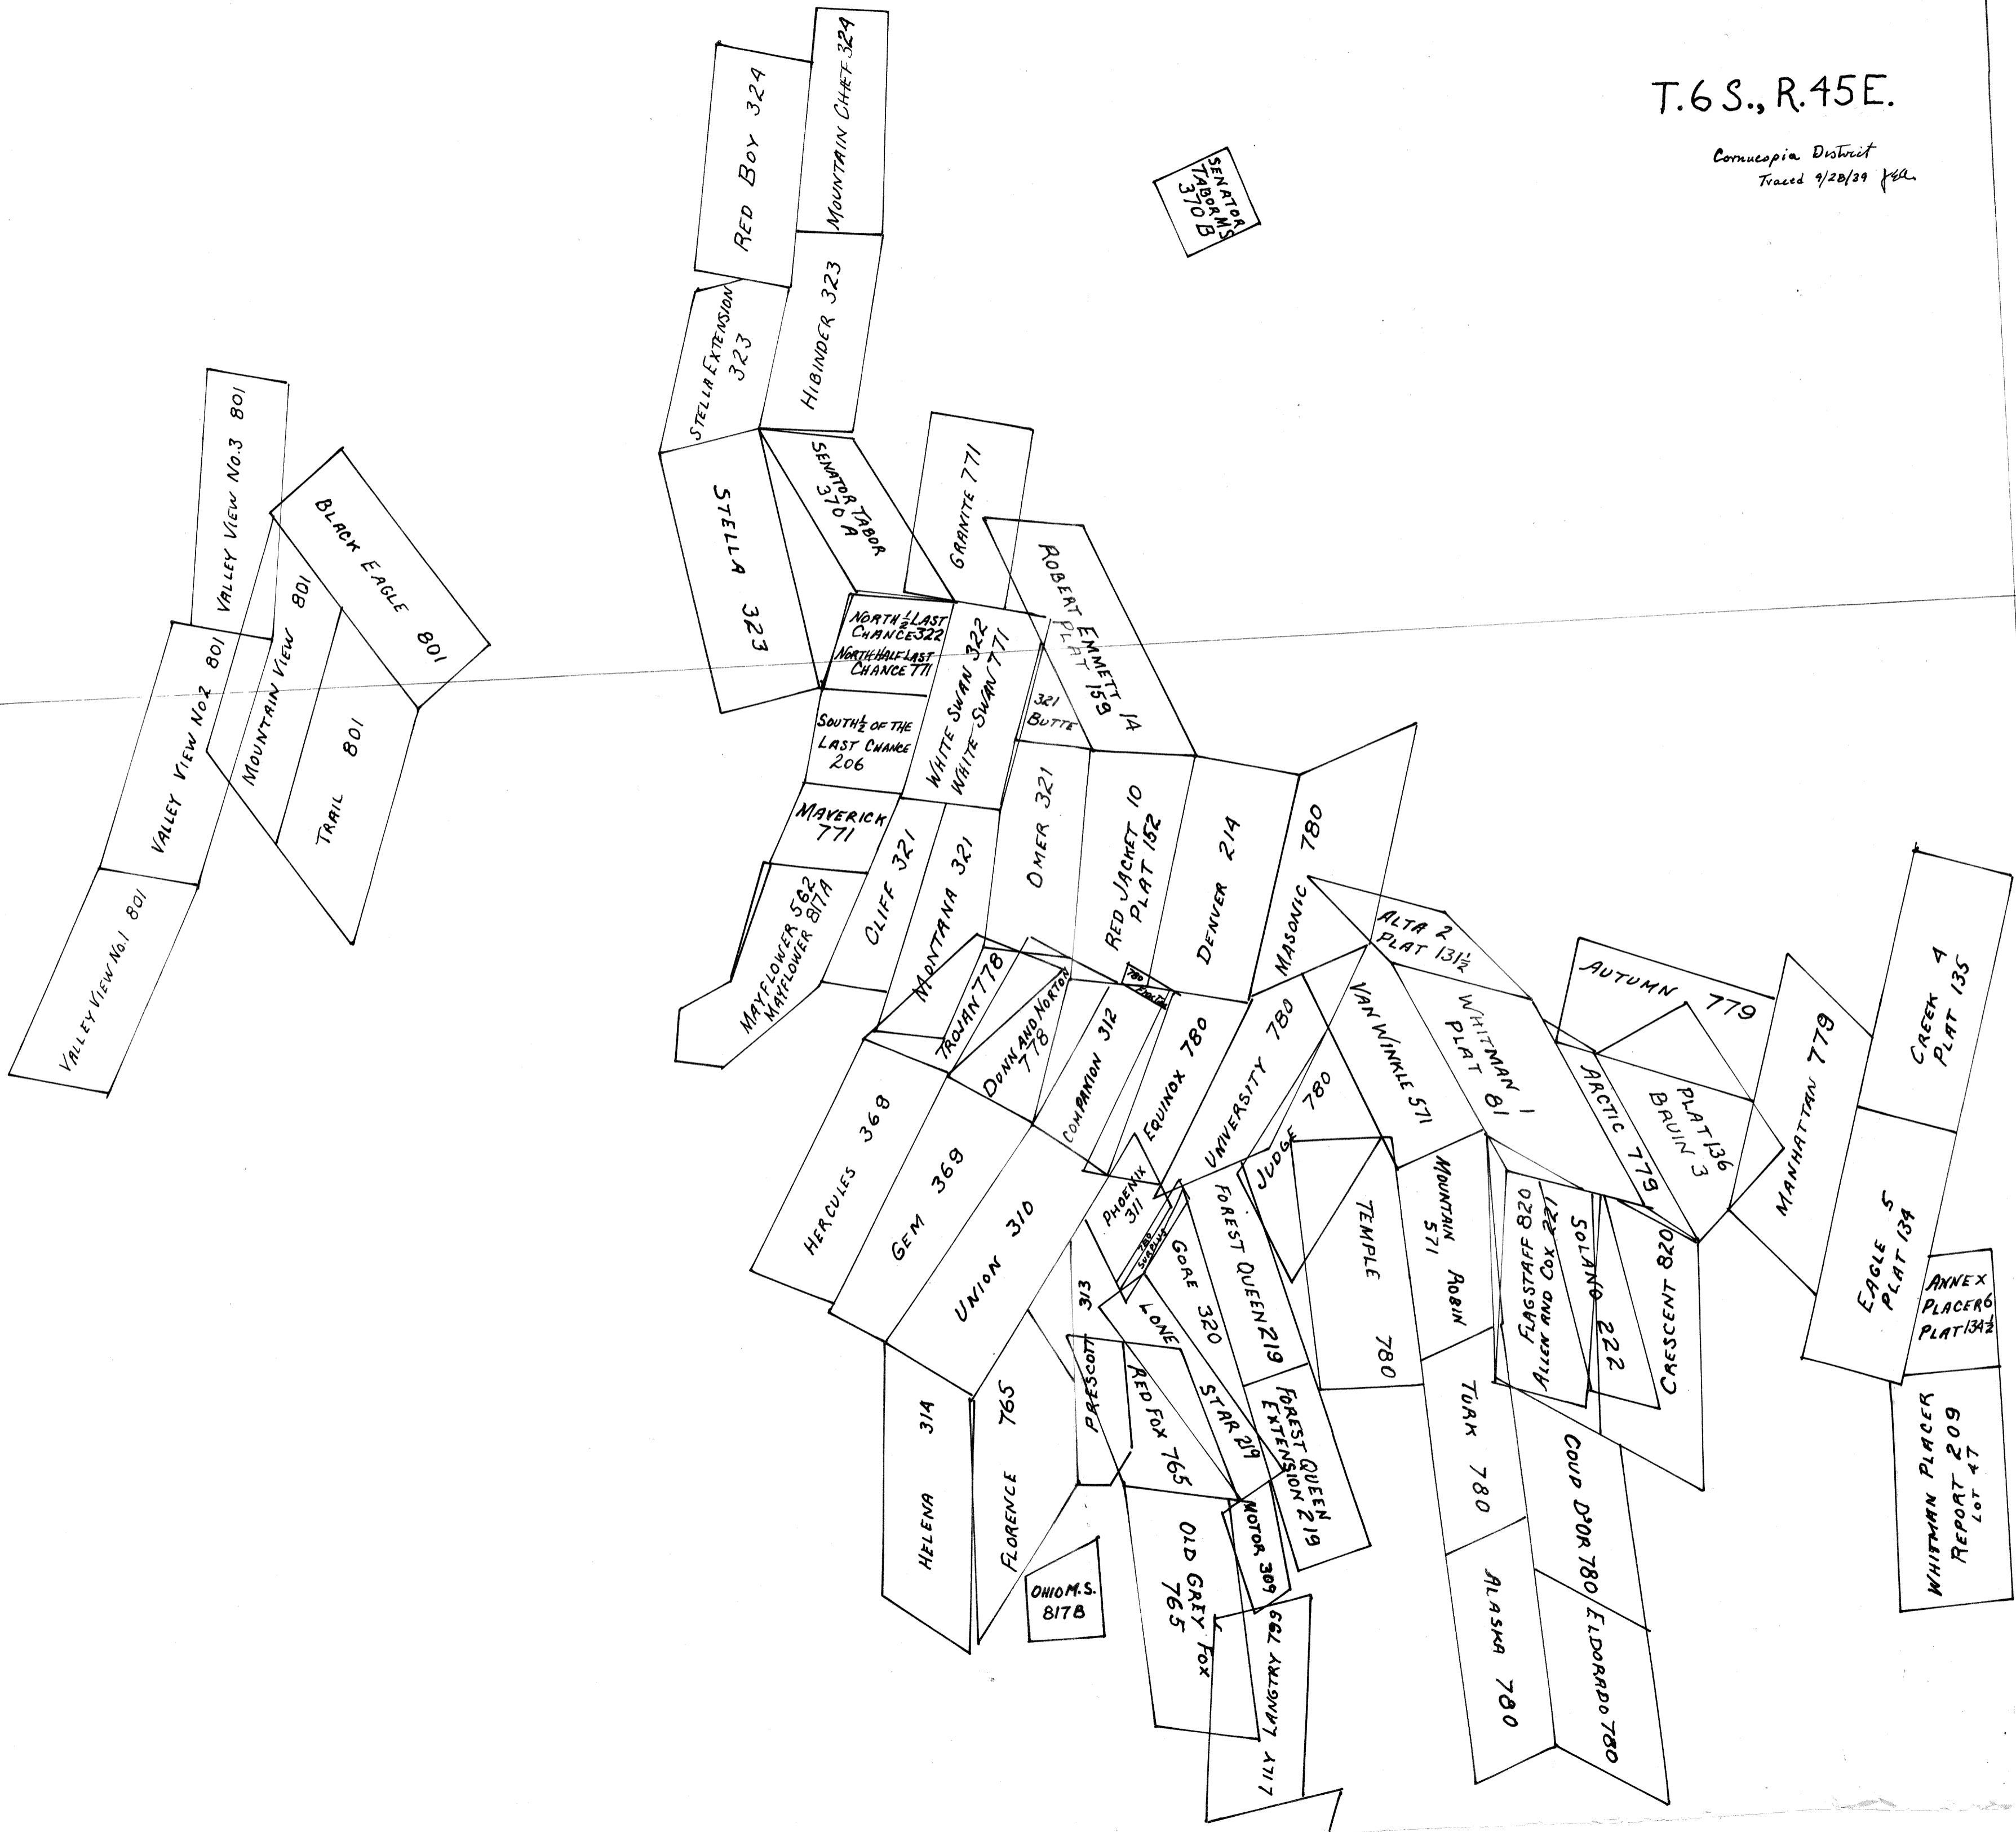 T.6 S., R.45E.
Cornucopia District
Traced 9/28/39
MOUNTAIN CHIEF 324
RED BOY 324
SENATOR
TABOR MS
370 B
HIBINDER 323
STELLA EXTENSION
323
STELLA 323
SENATOR TABOR
370 A
GRANITE 771
VALLEY VIEW NO.3 801
BLACK EAGLE 801
MOUNTAIN VIEW 801
VALLEY VIEW NO2 801
TRAIL 801
VALLEY VIEW NO.1 801
NORTH ½ LAST
CHANCE 322
NORTH HALF LAST
CHANCE 771
WHITE SWAN 322
WHITE SWAN 771
ROBERT EMMETT 14
PLAT 159
321
BUTTE
SOUTH ½ OF THE
LAST CHANCE
206
MAVERICK
771
MAYFLOWER 562
MAYFLOWER 817A
CLIFF 321
MONTANA 321
OMER 321
RED JACKET 10
PLAT 152
DENVER 214
MASONIC 780
ALTA 2
PLAT 131½
AUTUMN 779
CREEK 4
PLAT 135
TROJAN 778
DUNN AND NORTON
778
COMPANION 312
780
EQUINOX 780
UNIVERSITY 780
VAN WINKLE 571
WHITMAN 1
PLAT 81
ARCTIC 779
PLAT 136
BRUIN 3
MANHATTAN 779
HERCULES 369
GEM 369
UNION 310
PHOENIX
311
780
SURPLUS
JUDGE 780
GORE 320
FOREST QUEEN 219
TEMPLE 780
MOUNTAIN ROBIN
571
FLAGSTAFF 820
ALLEN AND COX 221
SOLANO 222
CRESCENT 820
EAGLE 5
PLAT 134
ANNEX
PLACER 6
PLAT 134½
PRESCOTT 313
LONE STAR 219
RED FOX 765
FOREST QUEEN
EXTENSION 219
HELENA 314
FLORENCE 765
TURK 780
COUP D'OR 780
WHITMAN PLACER
REPORT 209
LOT 47
OHIO M.S.
817B
OLD GREY FOX
765
MOTOR 309
LILY LANGTRY 799
ALASKA 780
ELDORADO 780